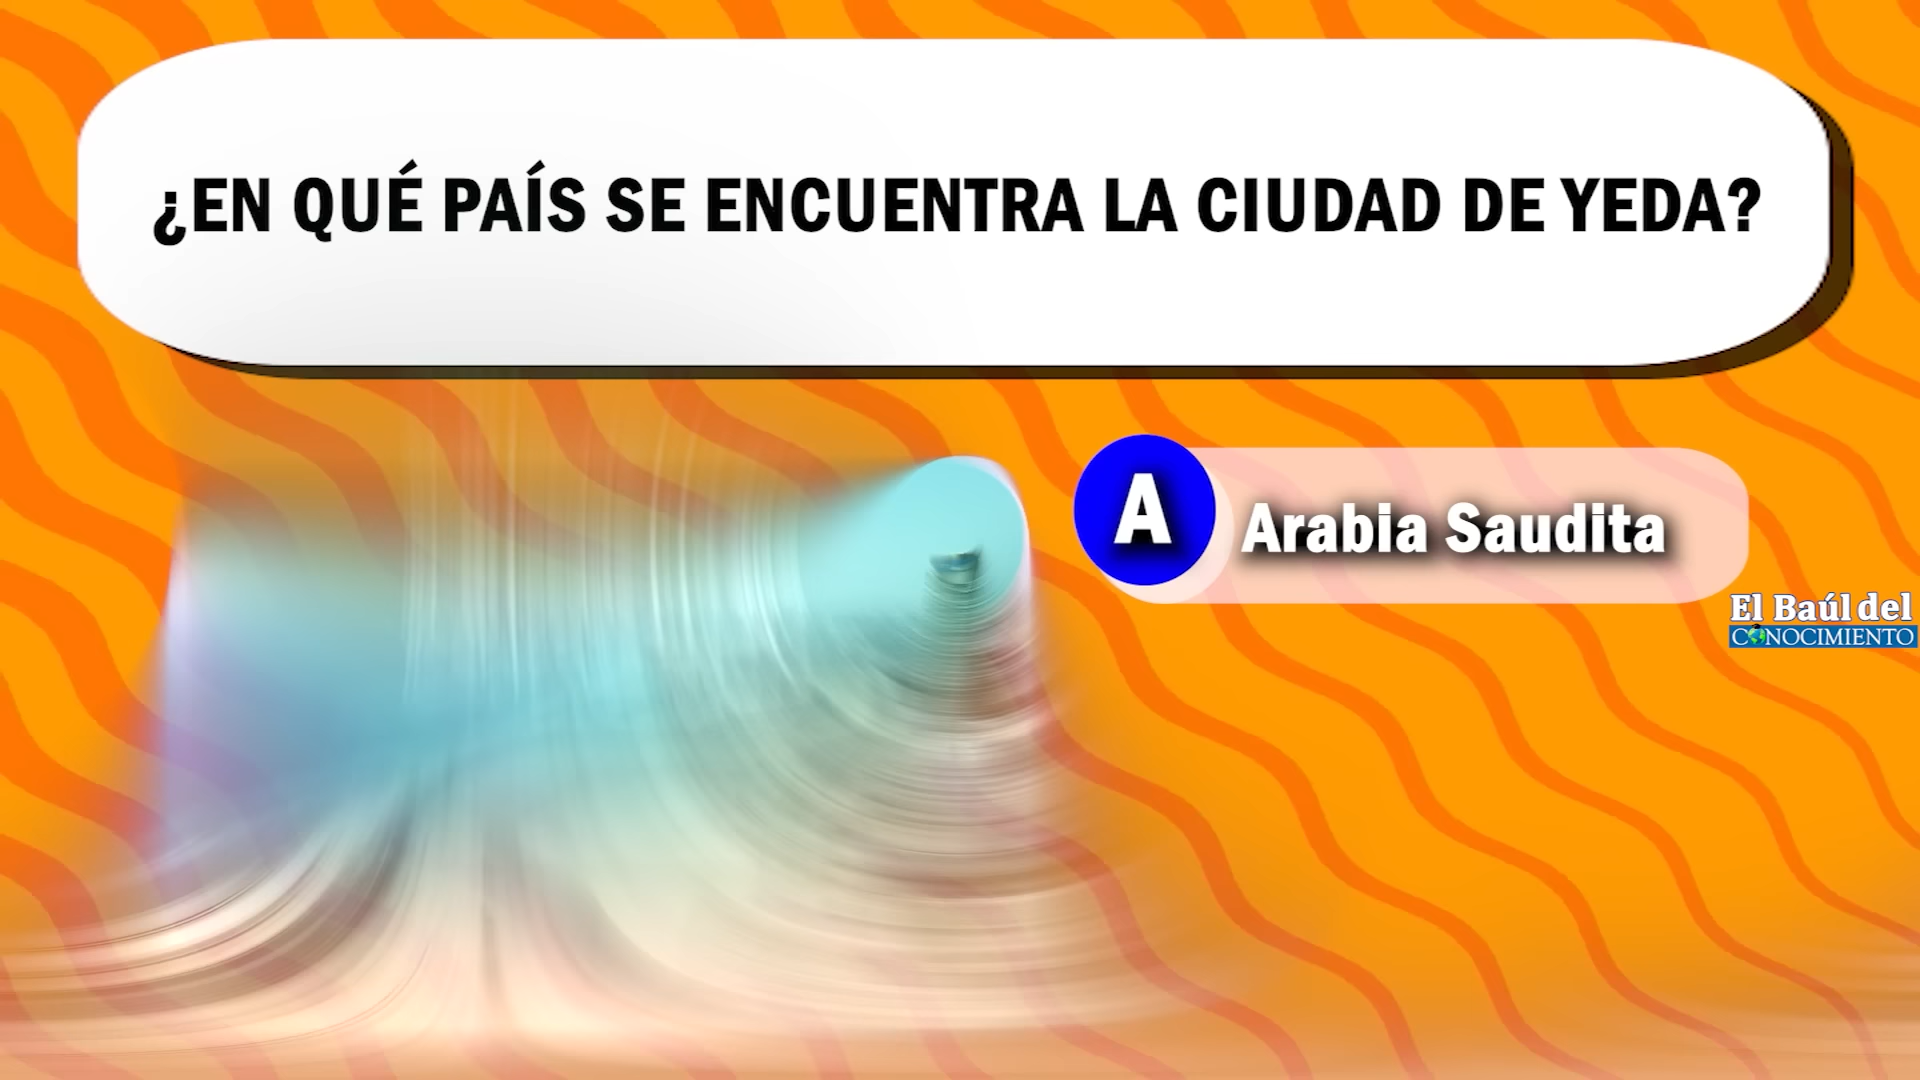 ¿EN QUÉ PAÍS SE ENCUENTRA LA CIUDAD DE YEDA?
A
Arabia Saudita
El Baúl del
CONOCIMIENTO